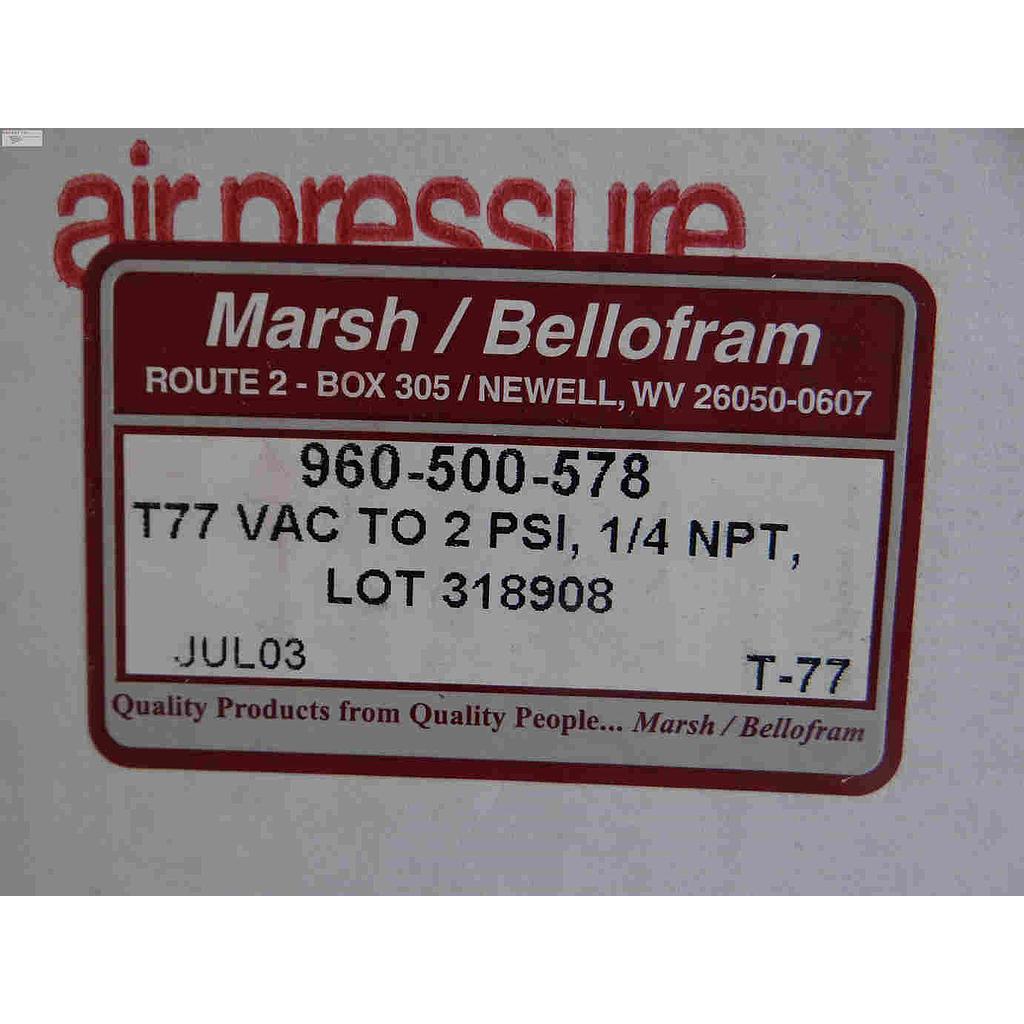 air pressure
Marsh / Bellofram
ROUTE 2 - BOX 305 / NEWELL, WV 26050-0607
960-500-578
T77 VAC TO 2 PSI, 1/4 NPT,
LOT 318908
JUL03
T-77
Quality Products from Quality People... Marsh / Bellofram